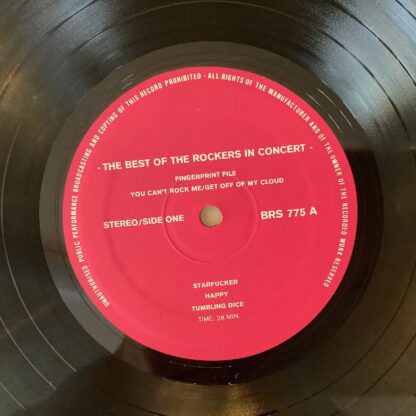 UNAUTHORISED PUBLIC PERFORMANCE BROADCASTING AND COPYING OF THIS RECORD PROHIBITED - ALL RIGHTS OF THE MANUFACTURER AND OF THE OWNER OF THE RECORDED WORK RESERVED
- THE BEST OF THE ROCKERS IN CONCERT -
FINGERPRINT FILE
YOU CAN'T ROCK ME/GET OFF OF MY CLOUD
STEREO/SIDE ONE
BRS 775 A
STARFUCKER
HAPPY
TUMBLING DICE
TIME: 28 MIN.